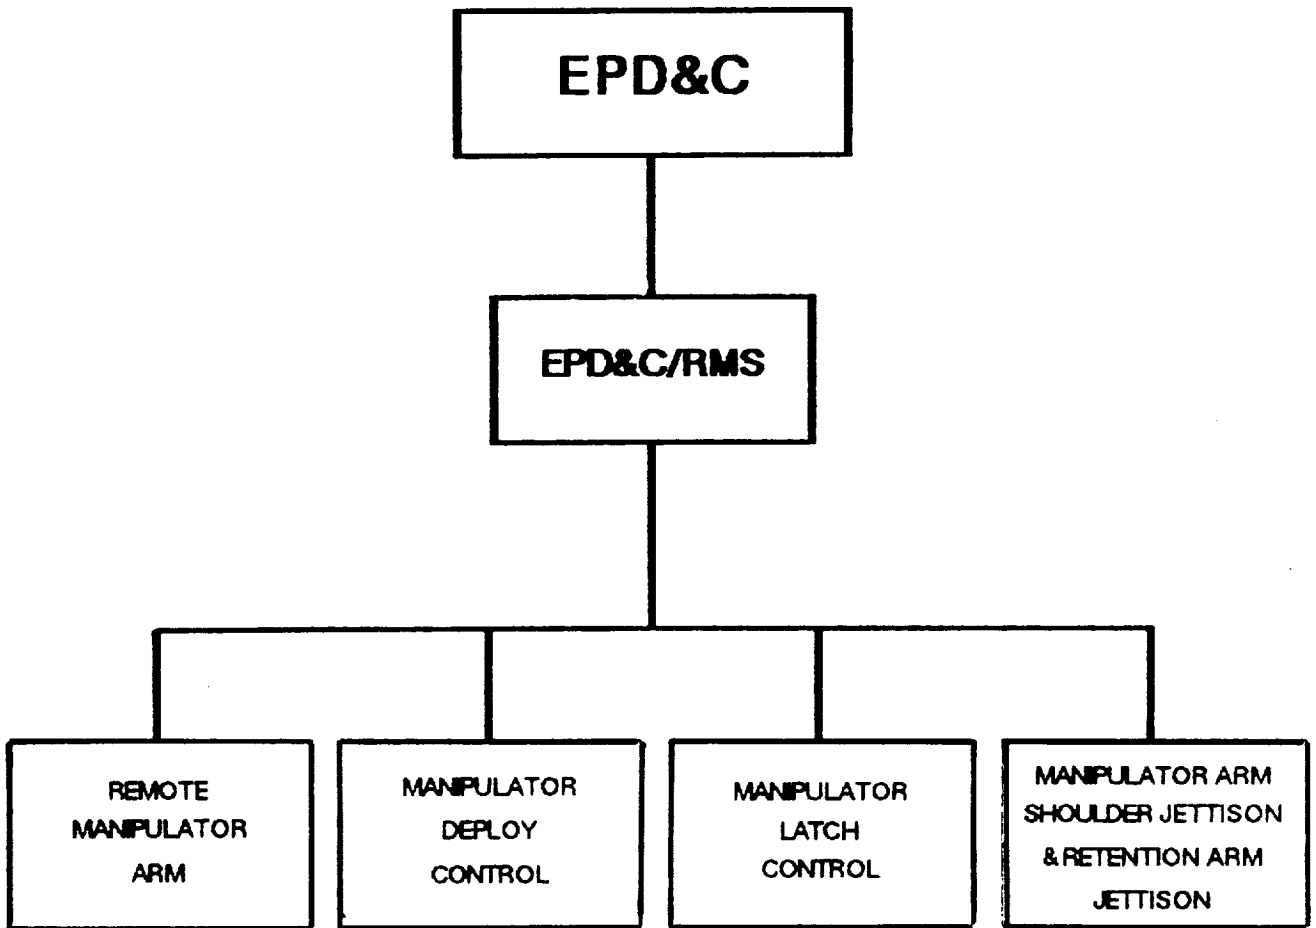 EPD&C
EPD&C/RMS
REMOTE
MANIPULATOR
ARM
MANIPULATOR
DEPLOY
CONTROL
MANIPULATOR
LATCH
CONTROL
MANIPULATOR ARM
SHOULDER JETTISON
& RETENTION ARM
JETTISON